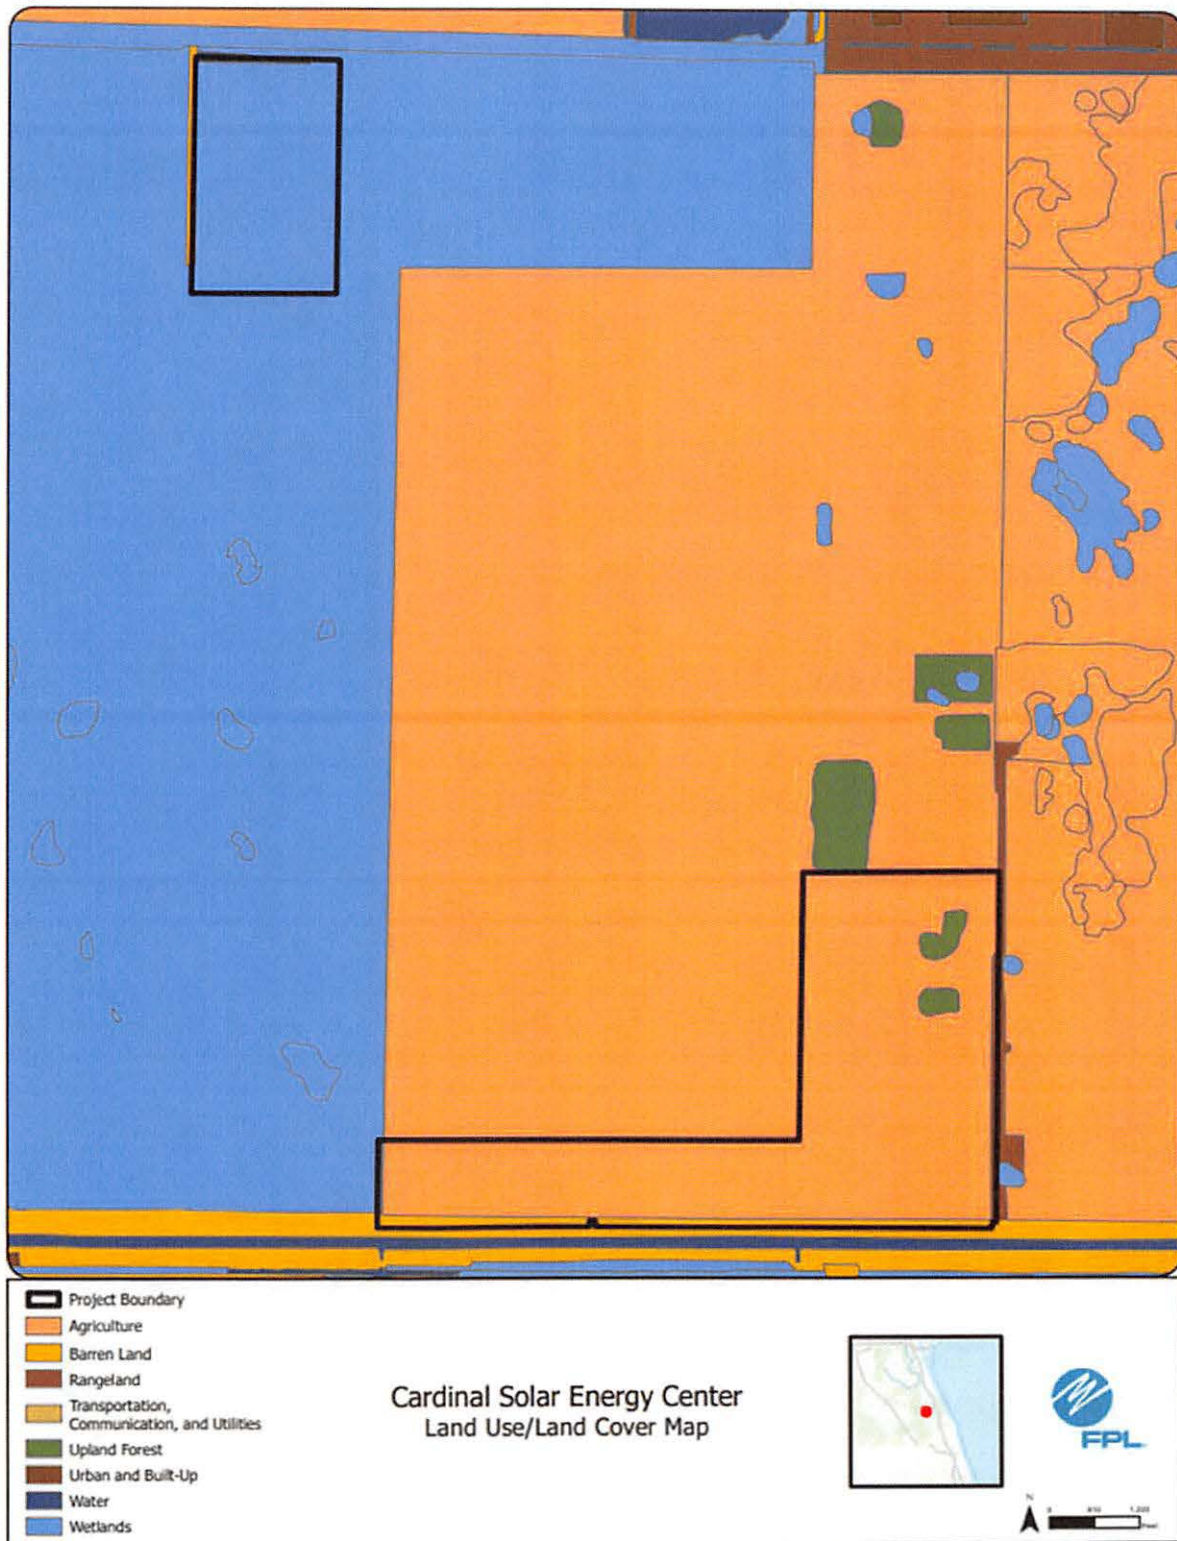 Project Boundary
Agriculture
Barren Land
Rangeland
Transportation,
Communication, and Utilities
Upland Forest
Urban and Built-Up
Water
Wetlands
Cardinal Solar Energy Center
Land Use/Land Cover Map
FPL
N
0